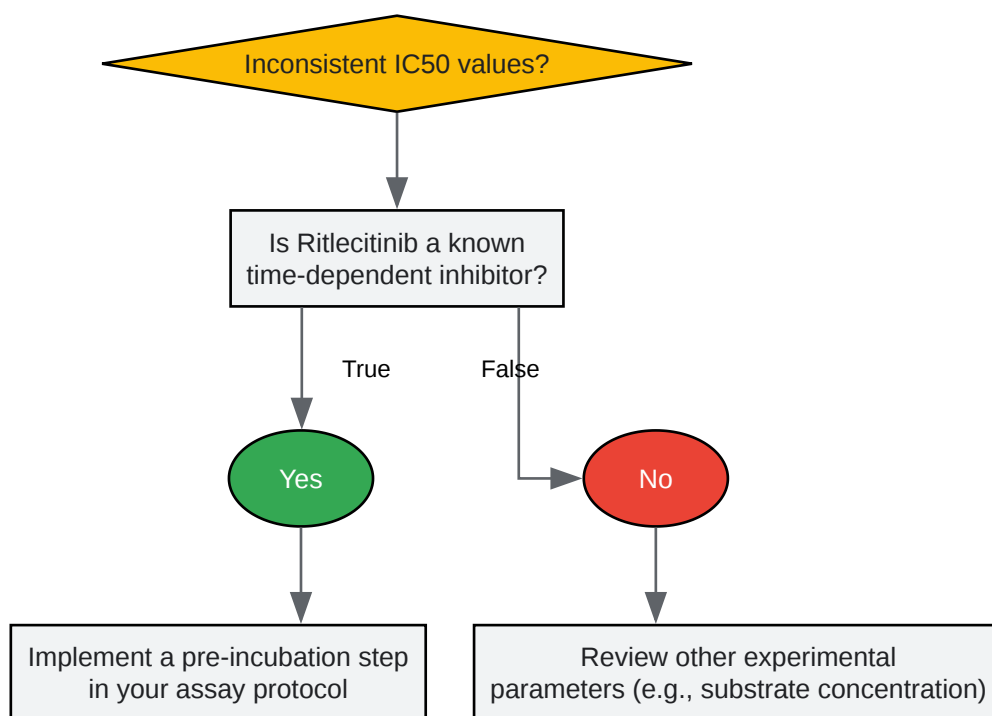 Inconsistent IC50 values?
Is Ritlecitinib a known
time-dependent inhibitor?
True
False
Yes
No
Implement a pre-incubation step
in your assay protocol
Review other experimental
parameters (e.g., substrate concentration)